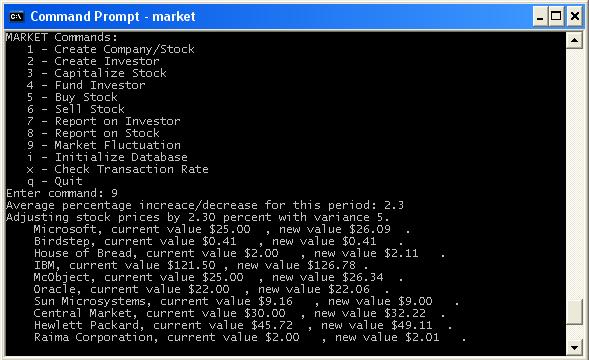 Command Prompt - market
MARKET Commands:
1 - Create Company/Stock
2 - Create Investor
3 - Capitalize Stock
4 - Fund Investor
5 - Buy Stock
6 - Sell Stock
7 - Report on Investor
8 - Report on Stock
9 - Market Fluctuation
i - Initialize Database
x - Check Transaction Rate
q - Quit
Enter command: 9
Average percentage increace/decrease for this period: 2.3
Adjusting stock prices by 2.30 percent with variance 5.
Microsoft, current value $25.00 , new value $26.09 .
Birdstep, current value $0.41 , new value $0.41 .
House of Bread, current value $2.00 , new value $2.11 .
IBM, current value $121.50 , new value $126.78 .
McObject, current value $25.00 , new value $26.34 .
Oracle, current value $22.00 , new value $22.06 .
Sun Microsystems, current value $9.16 , new value $9.00 .
Central Market, current value $30.00 , new value $32.22 .
Hewlett Packard, current value $45.72 , new value $49.11 .
Raima Corporation, current value $2.00 , new value $2.01 .